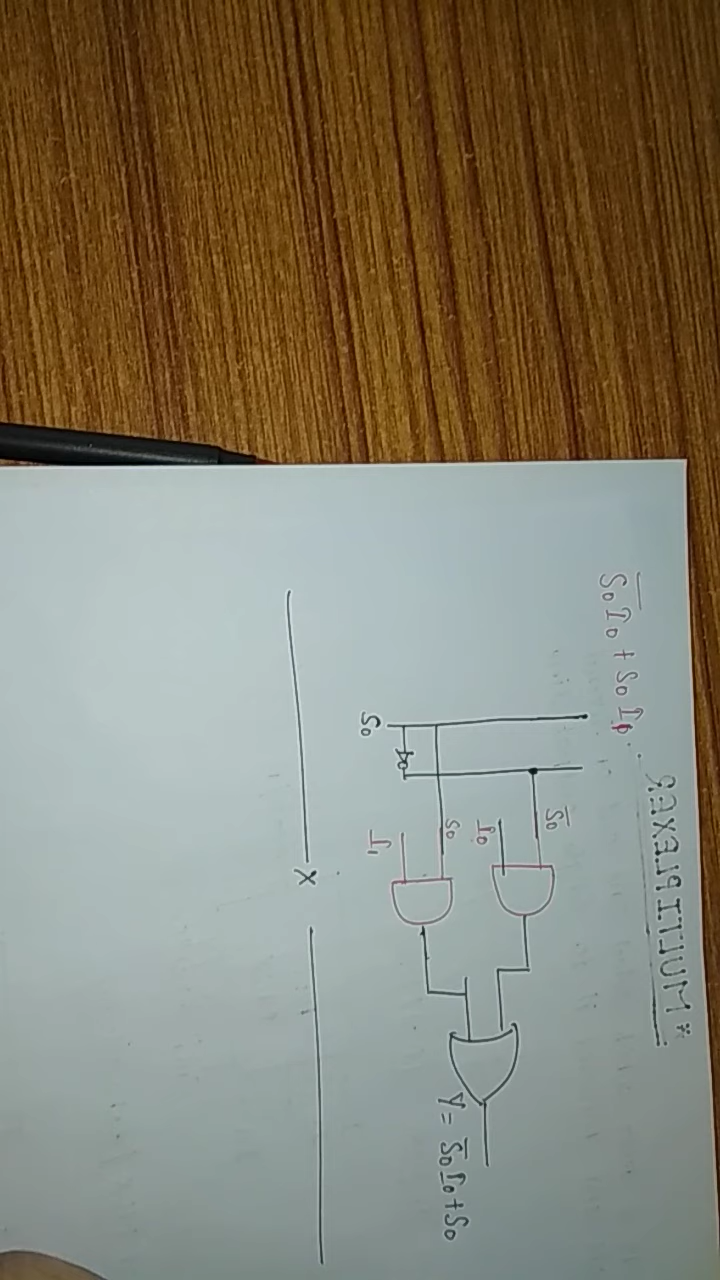 * MULTIPLEXER
S̅₀I₀ + S₀I₁
S̅₀
I₀
S₀
I₁
S₀
Y = S̅₀I₀+S₀
X